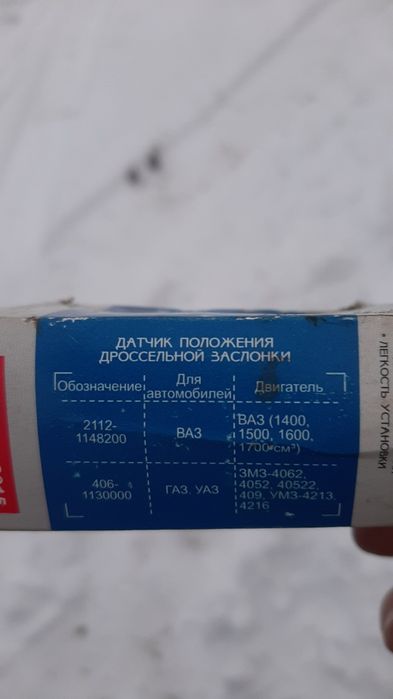 ДАТЧИК ПОЛОЖЕНИЯ
ДРОССЕЛЬНОЙ ЗАСЛОНКИ
Обозначение
Для
автомобилей
Двигатель
2112-
1148200
ВАЗ
ВАЗ (1400,
1500, 1600,
1700 см³)
406-
1130000
ГАЗ. УАЗ
ЗМЗ-4062,
4052, 40522,
409, УМЗ-4213,
4216
• ЛЕГКОСТЬ УСТАНОВКИ